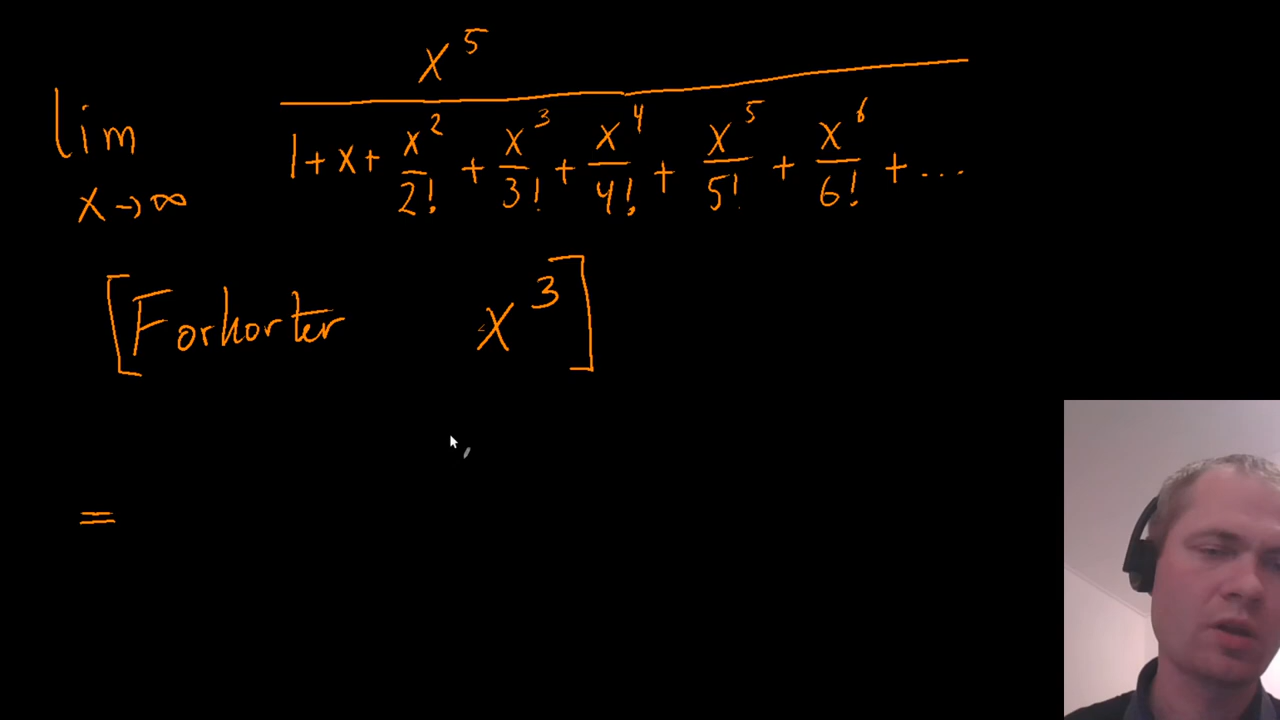 lim x→∞ x^5 / (1 + x + x^2/2! + x^3/3! + x^4/4! + x^5/5! + x^6/6! + ...)
[Forkorter x^3]
=